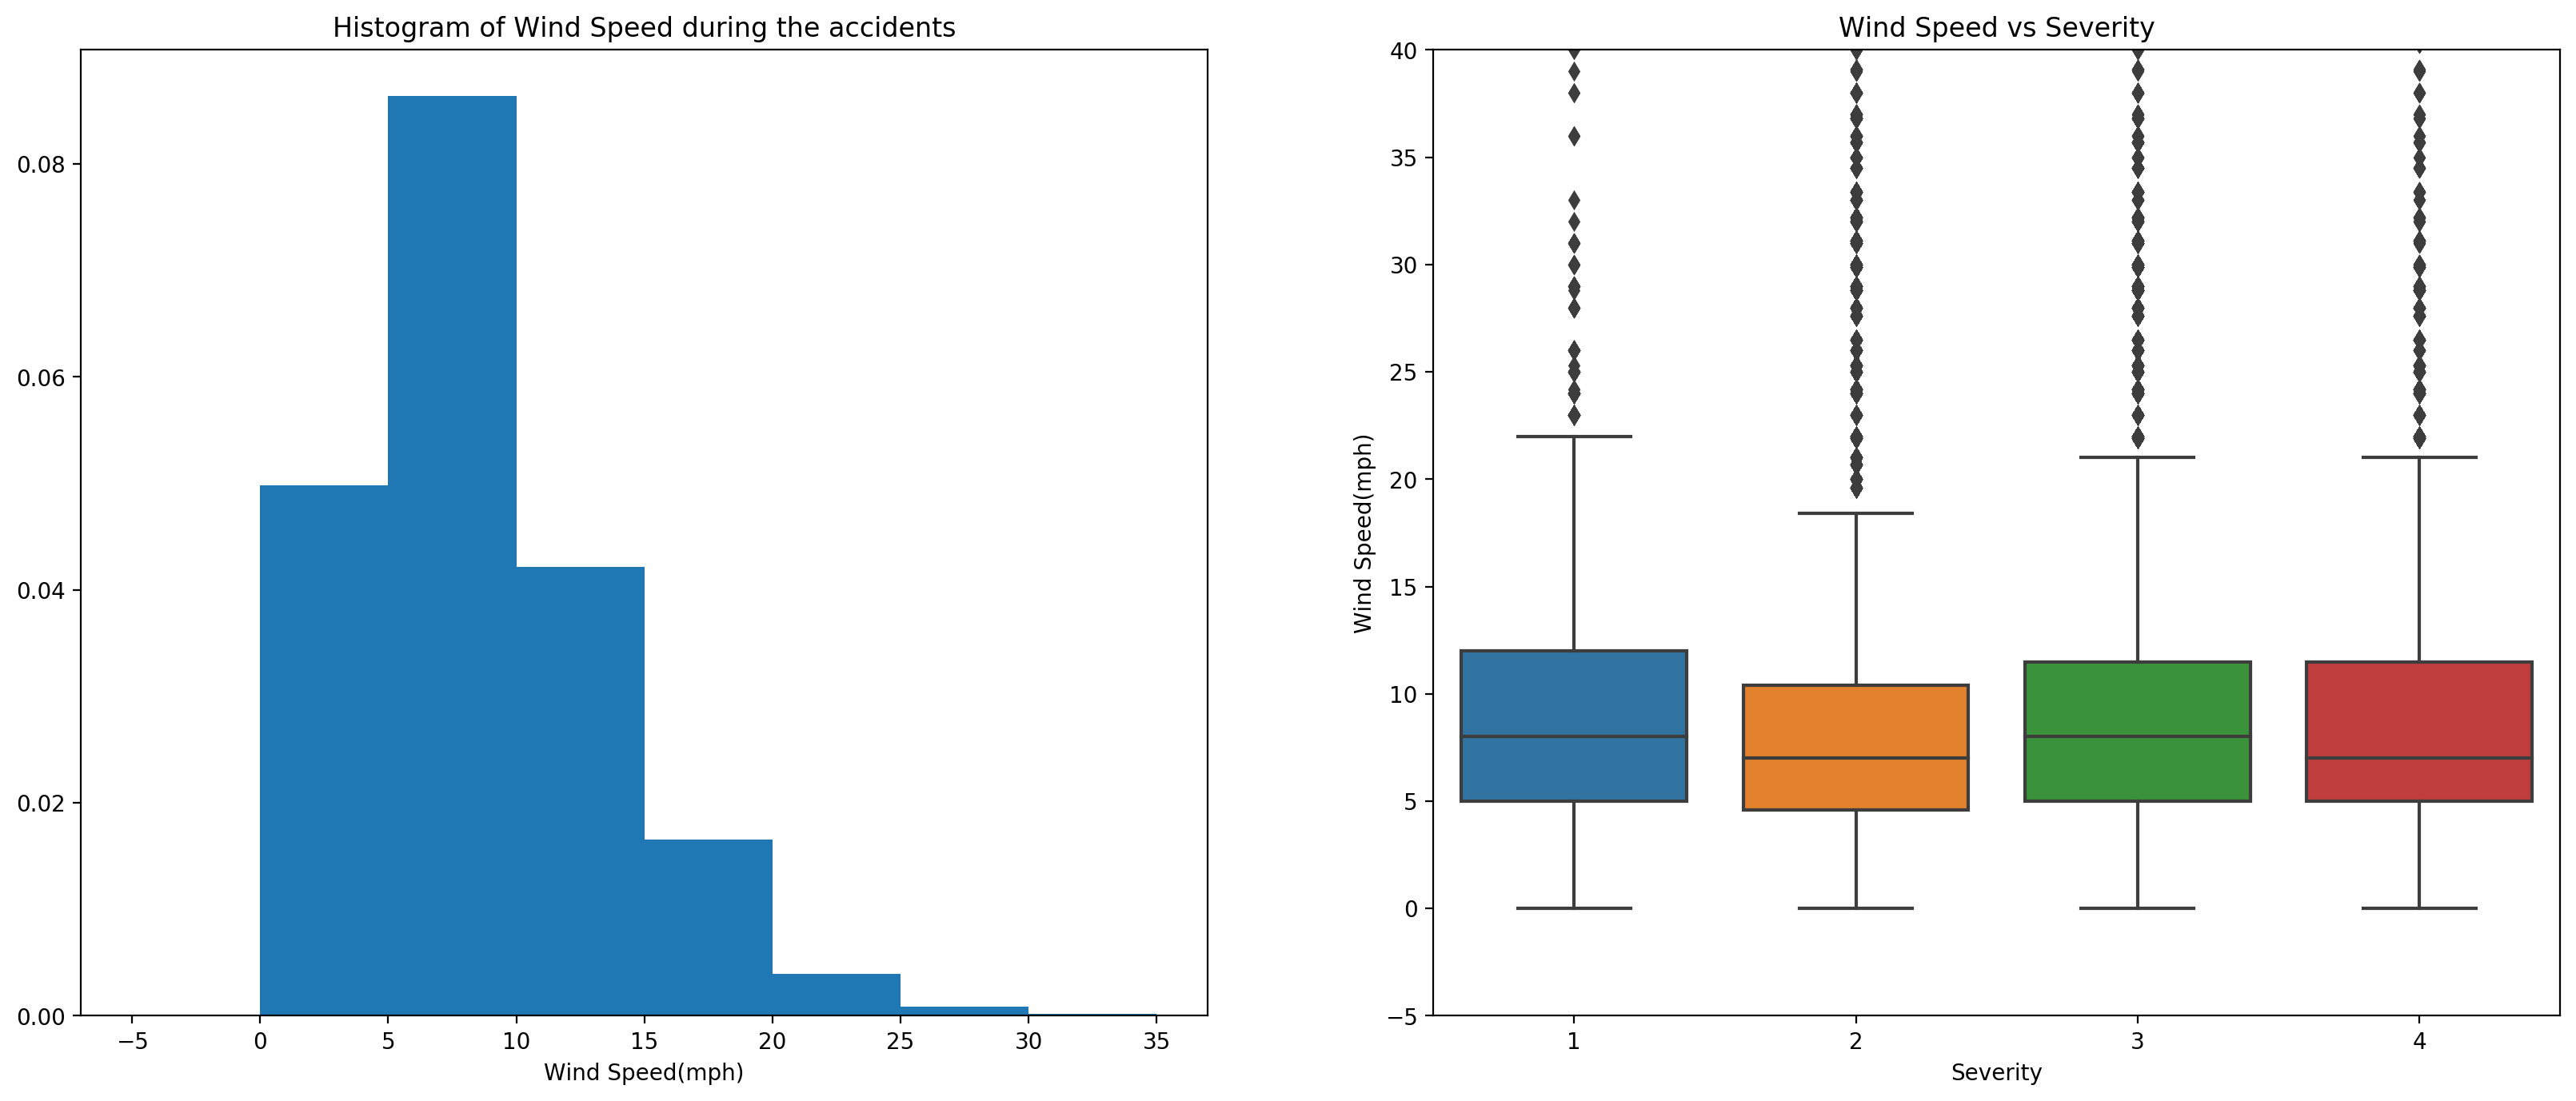 Histogram of Wind Speed during the accidents
0.08
0.06
0.04
0.02
0.00
−5 0 5 10 15 20 25 30 35
Wind Speed(mph)
Wind Speed vs Severity
Wind Speed(mph)
40
35
30
25
20
15
10
5
0
−5
1 2 3 4
Severity